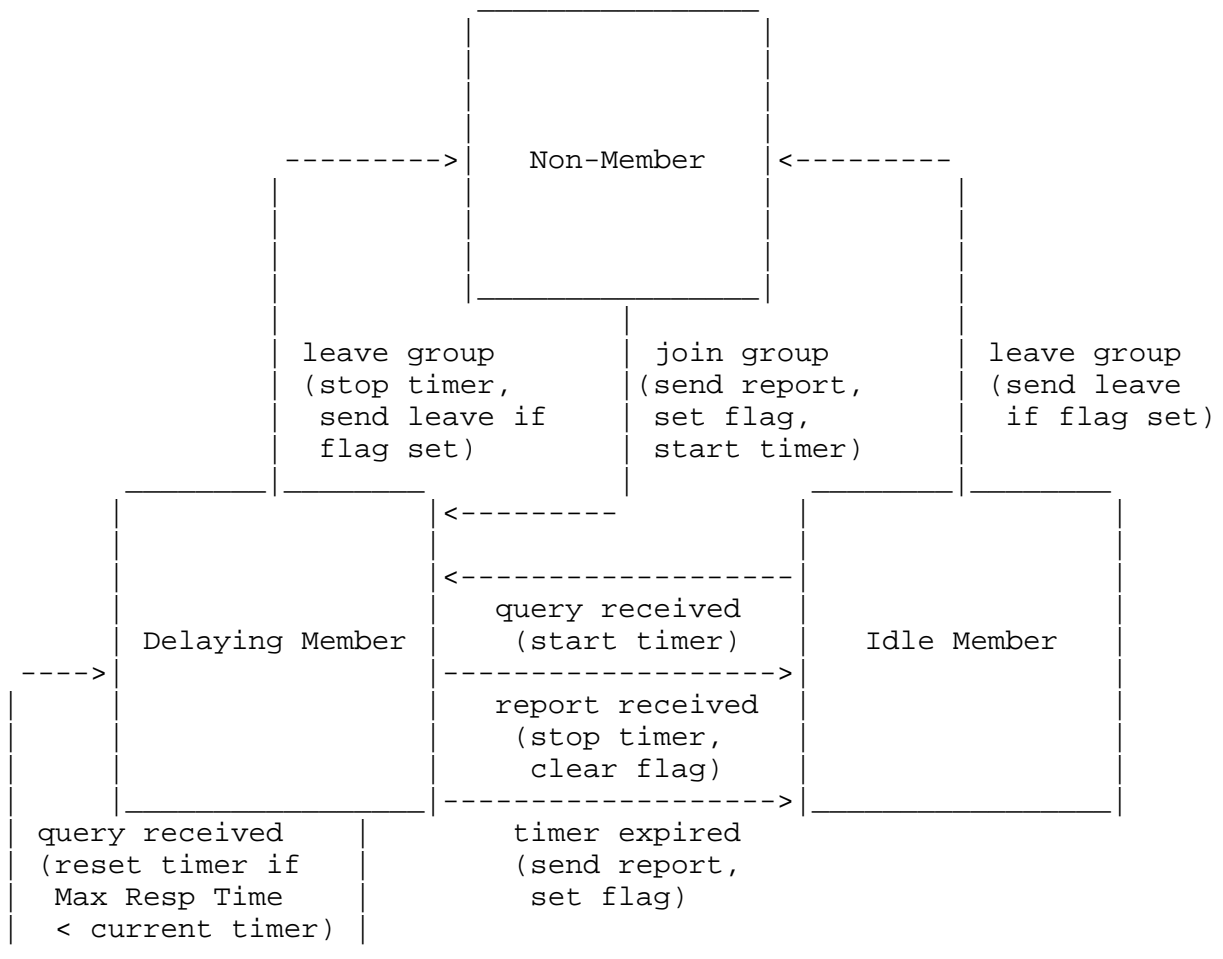 Non-Member
leave group
(stop timer,
send leave if
flag set)
join group
(send report,
set flag,
start timer)
leave group
(send leave
if flag set)
Delaying Member
query received
(start timer)
report received
(stop timer,
clear flag)
timer expired
(send report,
set flag)
Idle Member
query received
(reset timer if
Max Resp Time
< current timer)